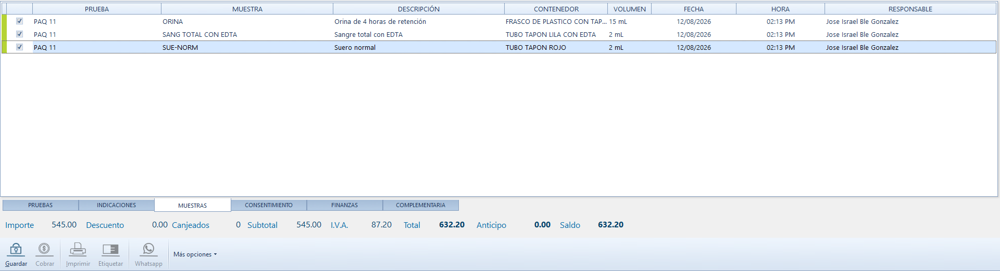 PRUEBA MUESTRA DESCRIPCIÓN CONTENEDOR VOLUMEN FECHA HORA RESPONSABLE
PAQ 11 ORINA Orina de 4 horas de retención FRASCO DE PLASTICO CON TAP... 15 mL 12/08/2026 02:13 PM Jose Israel Ble Gonzalez
PAQ 11 SANG TOTAL CON EDTA Sangre total con EDTA TUBO TAPON LILA CON EDTA 2 mL 12/08/2026 02:13 PM Jose Israel Ble Gonzalez
PAQ 11 SUE-NORM Suero normal TUBO TAPON ROJO 2 mL 12/08/2026 02:13 PM Jose Israel Ble Gonzalez
PRUEBAS INDICACIONES MUESTRAS CONSENTIMIENTO FINANZAS COMPLEMENTARIA
Importe 545.00 Descuento 0.00 Canjeados 0 Subtotal 545.00 I.V.A. 87.20 Total 632.20 Anticipo 0.00 Saldo 632.20
Guardar Cobrar Imprimir Etiquetar Whatsapp Más opciones